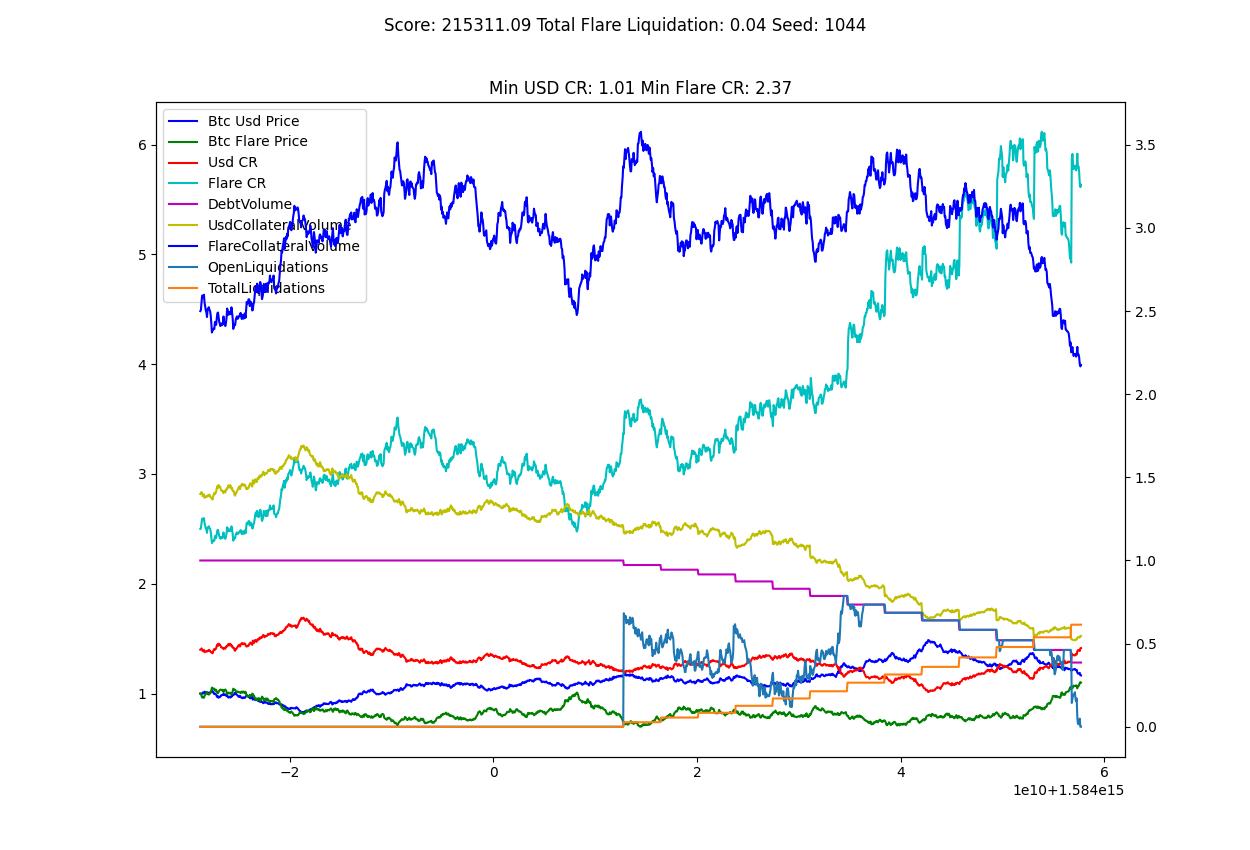 Score: 215311.09 Total Flare Liquidation: 0.04 Seed: 1044
Min USD CR: 1.01 Min Flare CR: 2.37
Btc Usd Price
Btc Flare Price
Usd CR
Flare CR
DebtVolume
UsdCollateralVolume
FlareCollateralVolume
OpenLiquidations
TotalLiquidations
6
5
4
3
2
1
3.5
3.0
2.5
2.0
1.5
1.0
0.5
0.0
−2
0
2
4
6
1e10+1.584e15